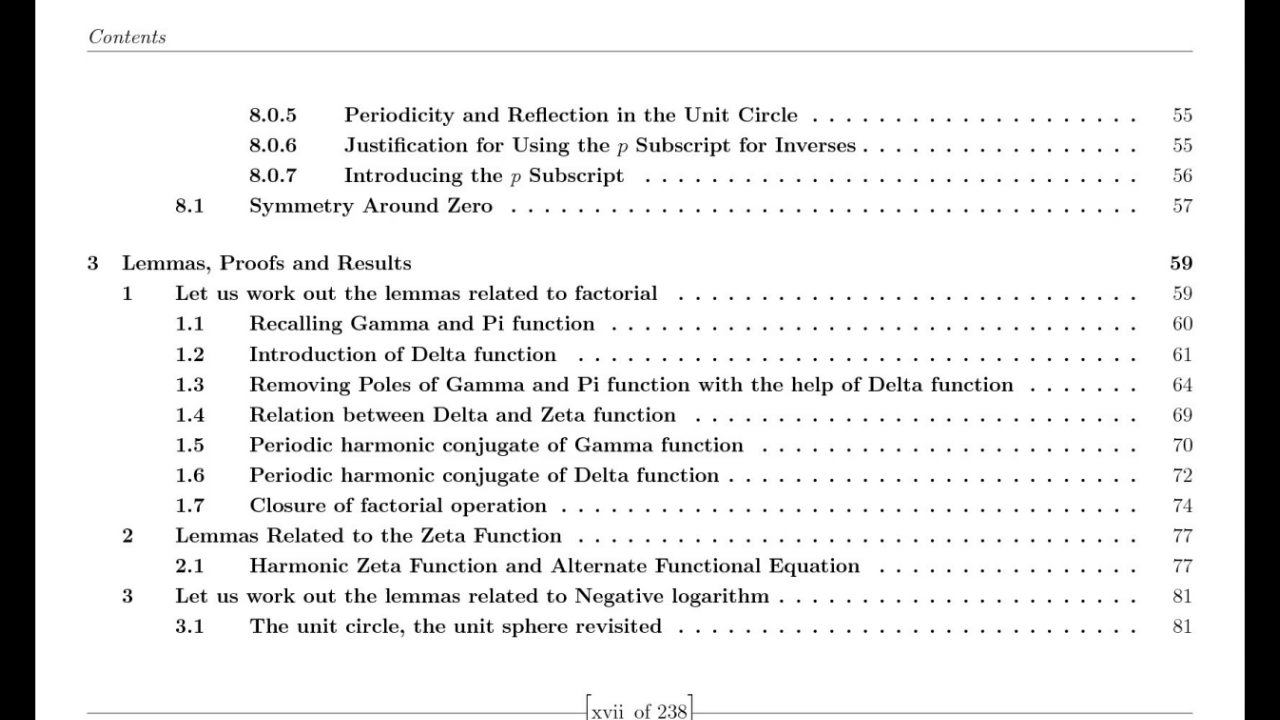 Contents
8.0.5 Periodicity and Reflection in the Unit Circle . . . . . . . . . . . . . . . . . . . . 55
8.0.6 Justification for Using the p Subscript for Inverses . . . . . . . . . . . . . . . . . 55
8.0.7 Introducing the p Subscript . . . . . . . . . . . . . . . . . . . . . . . . . . . . . . 56
8.1 Symmetry Around Zero . . . . . . . . . . . . . . . . . . . . . . . . . . . . . . . . . . . . . . 57
3 Lemmas, Proofs and Results 59
1 Let us work out the lemmas related to factorial . . . . . . . . . . . . . . . . . . . . . . . . . . . . 59
1.1 Recalling Gamma and Pi function . . . . . . . . . . . . . . . . . . . . . . . . . . . . . . . . 60
1.2 Introduction of Delta function . . . . . . . . . . . . . . . . . . . . . . . . . . . . . . . . . . 61
1.3 Removing Poles of Gamma and Pi function with the help of Delta function . . . . . . . 64
1.4 Relation between Delta and Zeta function . . . . . . . . . . . . . . . . . . . . . . . . . . . 69
1.5 Periodic harmonic conjugate of Gamma function . . . . . . . . . . . . . . . . . . . . . . . 70
1.6 Periodic harmonic conjugate of Delta function . . . . . . . . . . . . . . . . . . . . . . . . . 72
1.7 Closure of factorial operation . . . . . . . . . . . . . . . . . . . . . . . . . . . . . . . . . . . 74
2 Lemmas Related to the Zeta Function . . . . . . . . . . . . . . . . . . . . . . . . . . . . . . . . . . 77
2.1 Harmonic Zeta Function and Alternate Functional Equation . . . . . . . . . . . . . . . . 77
3 Let us work out the lemmas related to Negative logarithm . . . . . . . . . . . . . . . . . . . . . . 81
3.1 The unit circle, the unit sphere revisited . . . . . . . . . . . . . . . . . . . . . . . . . . . . 81
[xvii of 238]